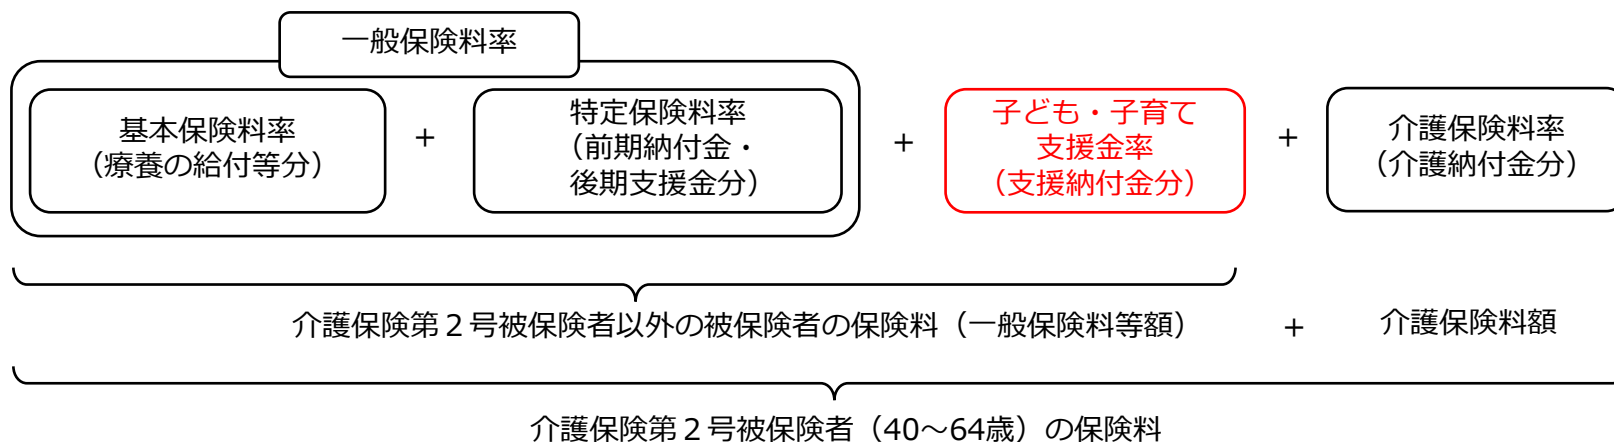 一般保険料率
基本保険料率
（療養の給付等分）
＋
特定保険料率
（前期納付金・
後期支援金分）
＋
子ども・子育て
支援金率
（支援納付金分）
＋
介護保険料率
（介護納付金分）
介護保険第２号被保険者以外の被保険者の保険料（一般保険料等額） ＋ 介護保険料額
介護保険第２号被保険者（40～64歳）の保険料